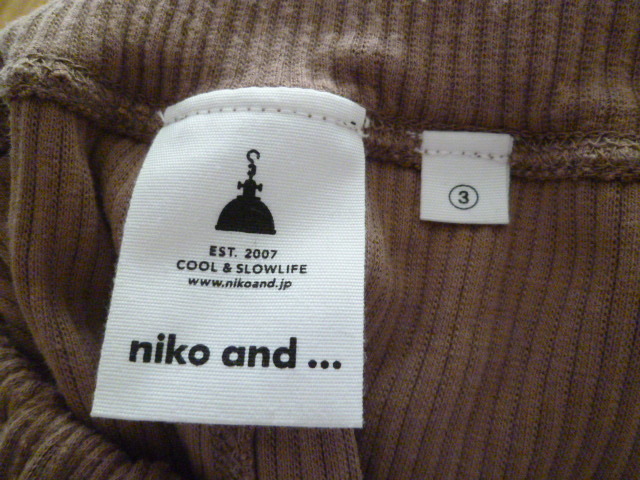 EST. 2007
COOL & SLOWLIFE
www.nikoand.jp
niko and ...
③